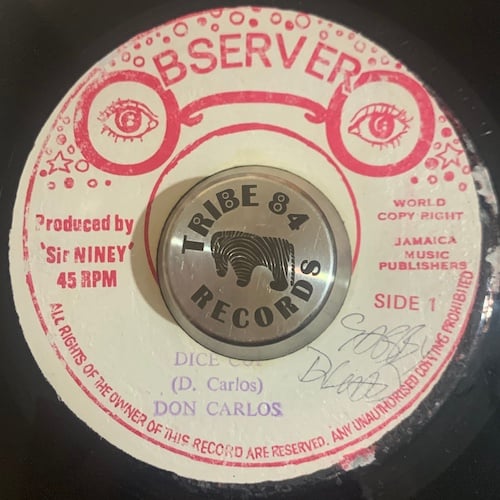 BSERVER
Produced by
'Sir NINEY'
45 RPM
WORLD
COPY RIGHT
JAMAICA
MUSIC
PUBLISHERS
SIDE 1
TRIBE 84
RECORDS
DICE
(D. Carlos)
DON CARLOS
ALL RIGHTS OF THE OWNER OF THIS RECORD ARE RESERVED. ANY UNAUTHORISED COPYING PROHIBITED